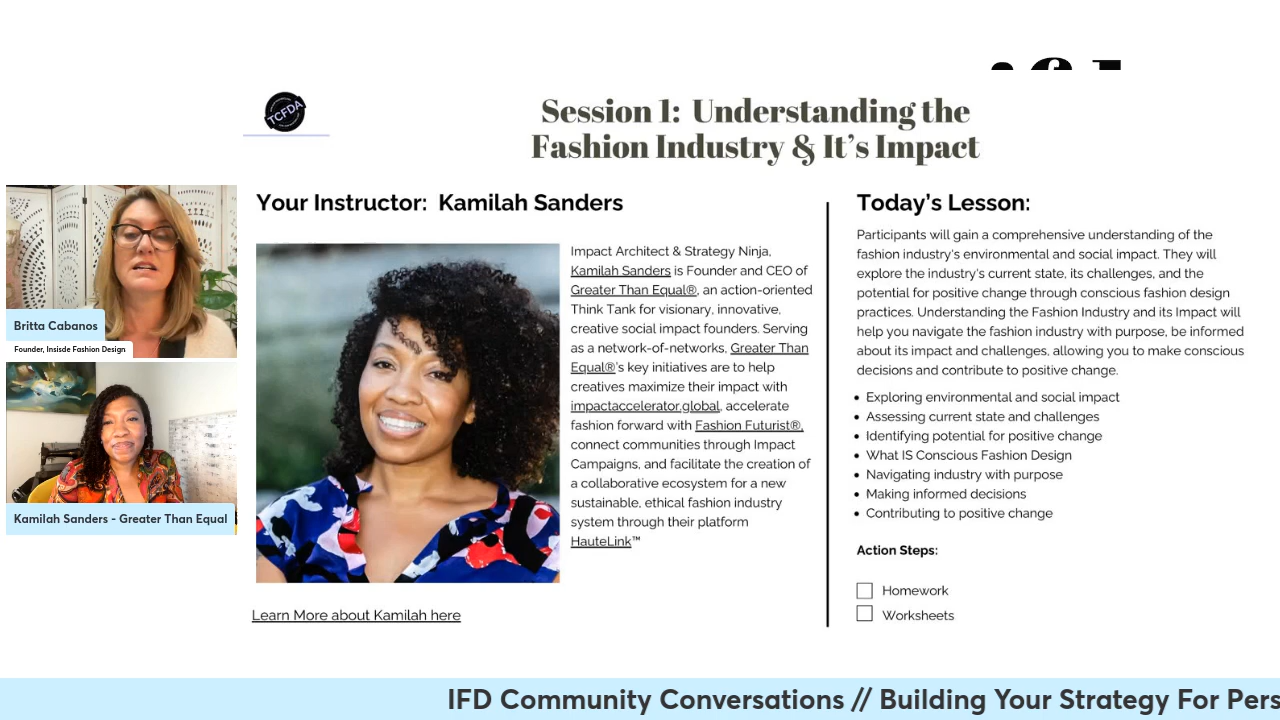 TCFDA
Session 1: Understanding the
Fashion Industry & It's Impact
Britta Cabanos
Founder, Insisde Fashion Design
Kamilah Sanders - Greater Than Equal
Your Instructor: Kamilah Sanders
Impact Architect & Strategy Ninja,
Kamilah Sanders is Founder and CEO of
Greater Than Equal®, an action-oriented
Think Tank for visionary, innovative,
creative social impact founders. Serving
as a network-of-networks, Greater Than
Equal®'s key initiatives are to help
creatives maximize their impact with
impactaccelerator.global, accelerate
fashion forward with Fashion Futurist®,
connect communities through Impact
Campaigns, and facilitate the creation of
a collaborative ecosystem for a new
sustainable, ethical fashion industry
system through their platform
HauteLink™
Learn More about Kamilah here
Today's Lesson:
Participants will gain a comprehensive understanding of the
fashion industry's environmental and social impact. They will
explore the industry's current state, its challenges, and the
potential for positive change through conscious fashion design
practices. Understanding the Fashion Industry and its Impact will
help you navigate the fashion industry with purpose, be informed
about its impact and challenges, allowing you to make conscious
decisions and contribute to positive change.
• Exploring environmental and social impact
• Assessing current state and challenges
• Identifying potential for positive change
• What IS Conscious Fashion Design
• Navigating industry with purpose
• Making informed decisions
• Contributing to positive change
Action Steps:
Homework
Worksheets
IFD Community Conversations // Building Your Strategy For Pers